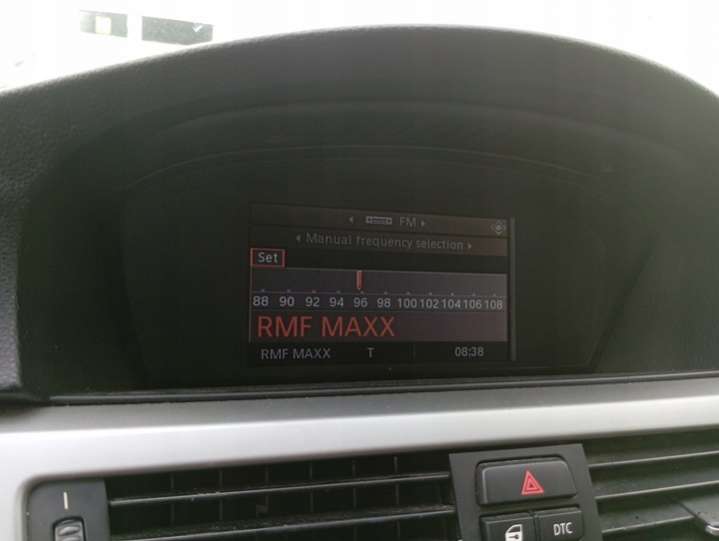 FM
Manual frequency selection
Set
88 90 92 94 96 98 100 102 104 106 108
RMF MAXX
RMF MAXX T 08:38
DTC